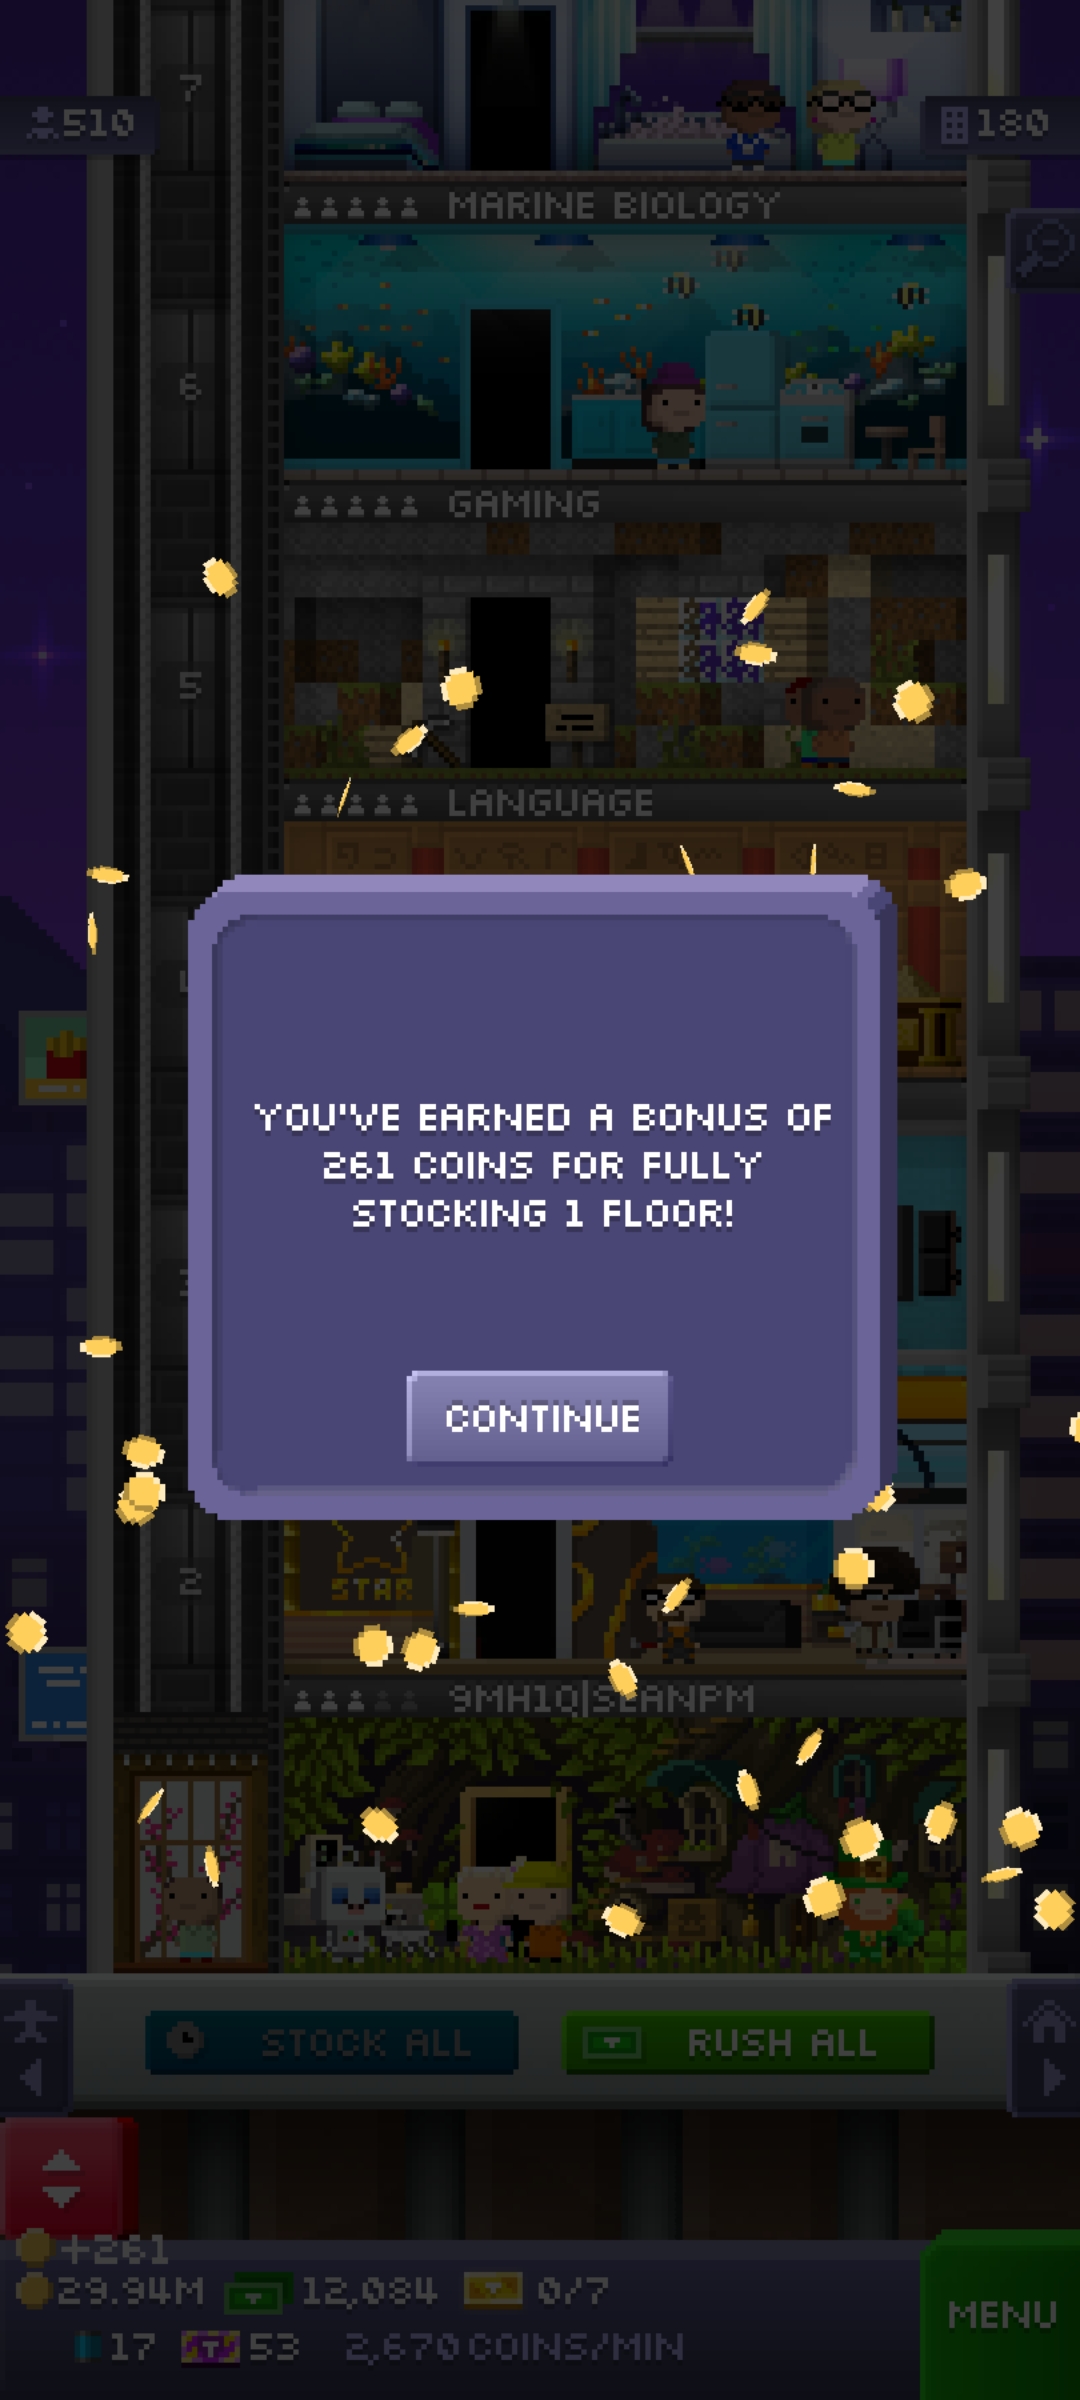 7
510
180
MARINE BIOLOGY
6
GAMING
5
LANGUAGE
YOU'VE EARNED A BONUS OF
261 COINS FOR FULLY
STOCKING 1 FLOOR!
CONTINUE
2
STAR
9MH1Q|SEANPM
STOCK ALL
RUSH ALL
+261
29.94M
12,084
0/7
17
53
2,670 COINS/MIN
MENU